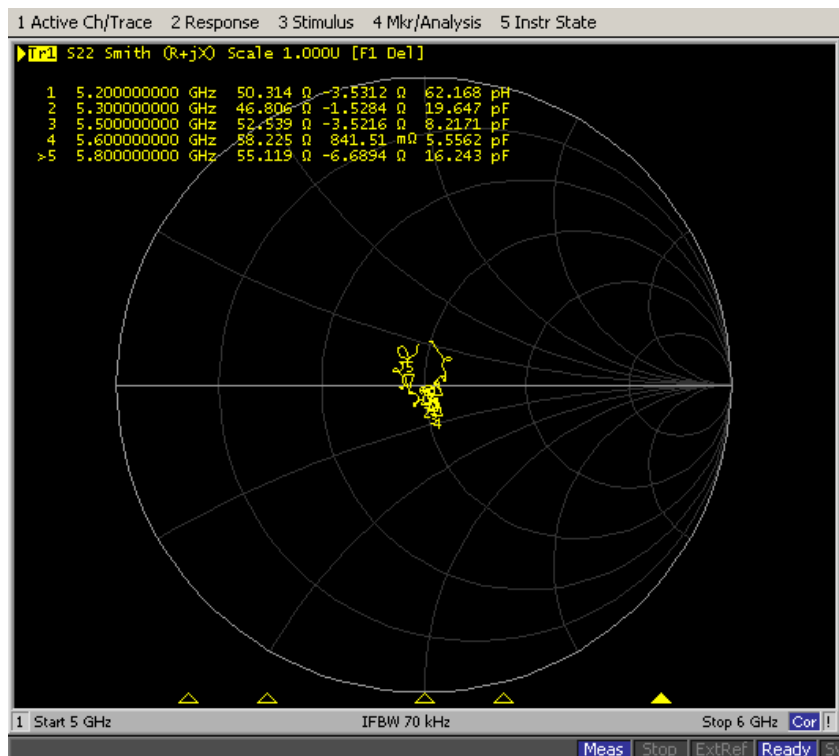 1 Active Ch/Trace 2 Response 3 Stimulus 4 Mkr/Analysis 5 Instr State
Tr1 S22 Smith (R+jX) Scale 1.000U [F1 Del]
1 5.200000000 GHz 50.314 Ω -3.5312 Ω 62.168 pH
2 5.300000000 GHz 46.806 Ω -1.5284 Ω 19.647 pF
3 5.500000000 GHz 52.539 Ω -3.5216 Ω 8.2171 pF
4 5.600000000 GHz 58.225 Ω 841.51 mΩ 5.5562 pF
>5 5.800000000 GHz 55.119 Ω -6.6894 Ω 16.243 pF
1 Start 5 GHz IFBW 70 kHz Stop 6 GHz Cor !
Meas Stop ExtRef Ready